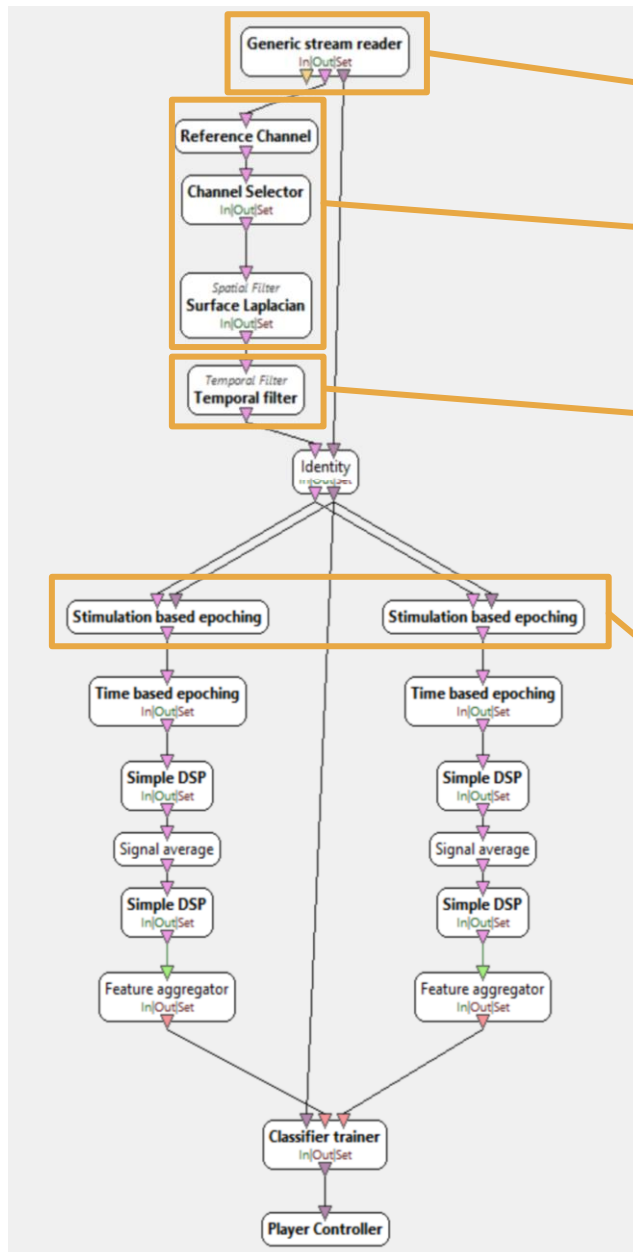 Generic stream reader
In|Out|Set
Reference Channel
Channel Selector
In|Out|Set
Spatial Filter
Surface Laplacian
In|Out|Set
Temporal Filter
Temporal filter
Identity
In|Out|Set
Stimulation based epoching
Stimulation based epoching
Time based epoching
In|Out|Set
Time based epoching
In|Out|Set
Simple DSP
In|Out|Set
Simple DSP
In|Out|Set
Signal average
Signal average
Simple DSP
In|Out|Set
Simple DSP
In|Out|Set
Feature aggregator
In|Out|Set
Feature aggregator
In|Out|Set
Classifier trainer
In|Out|Set
Player Controller